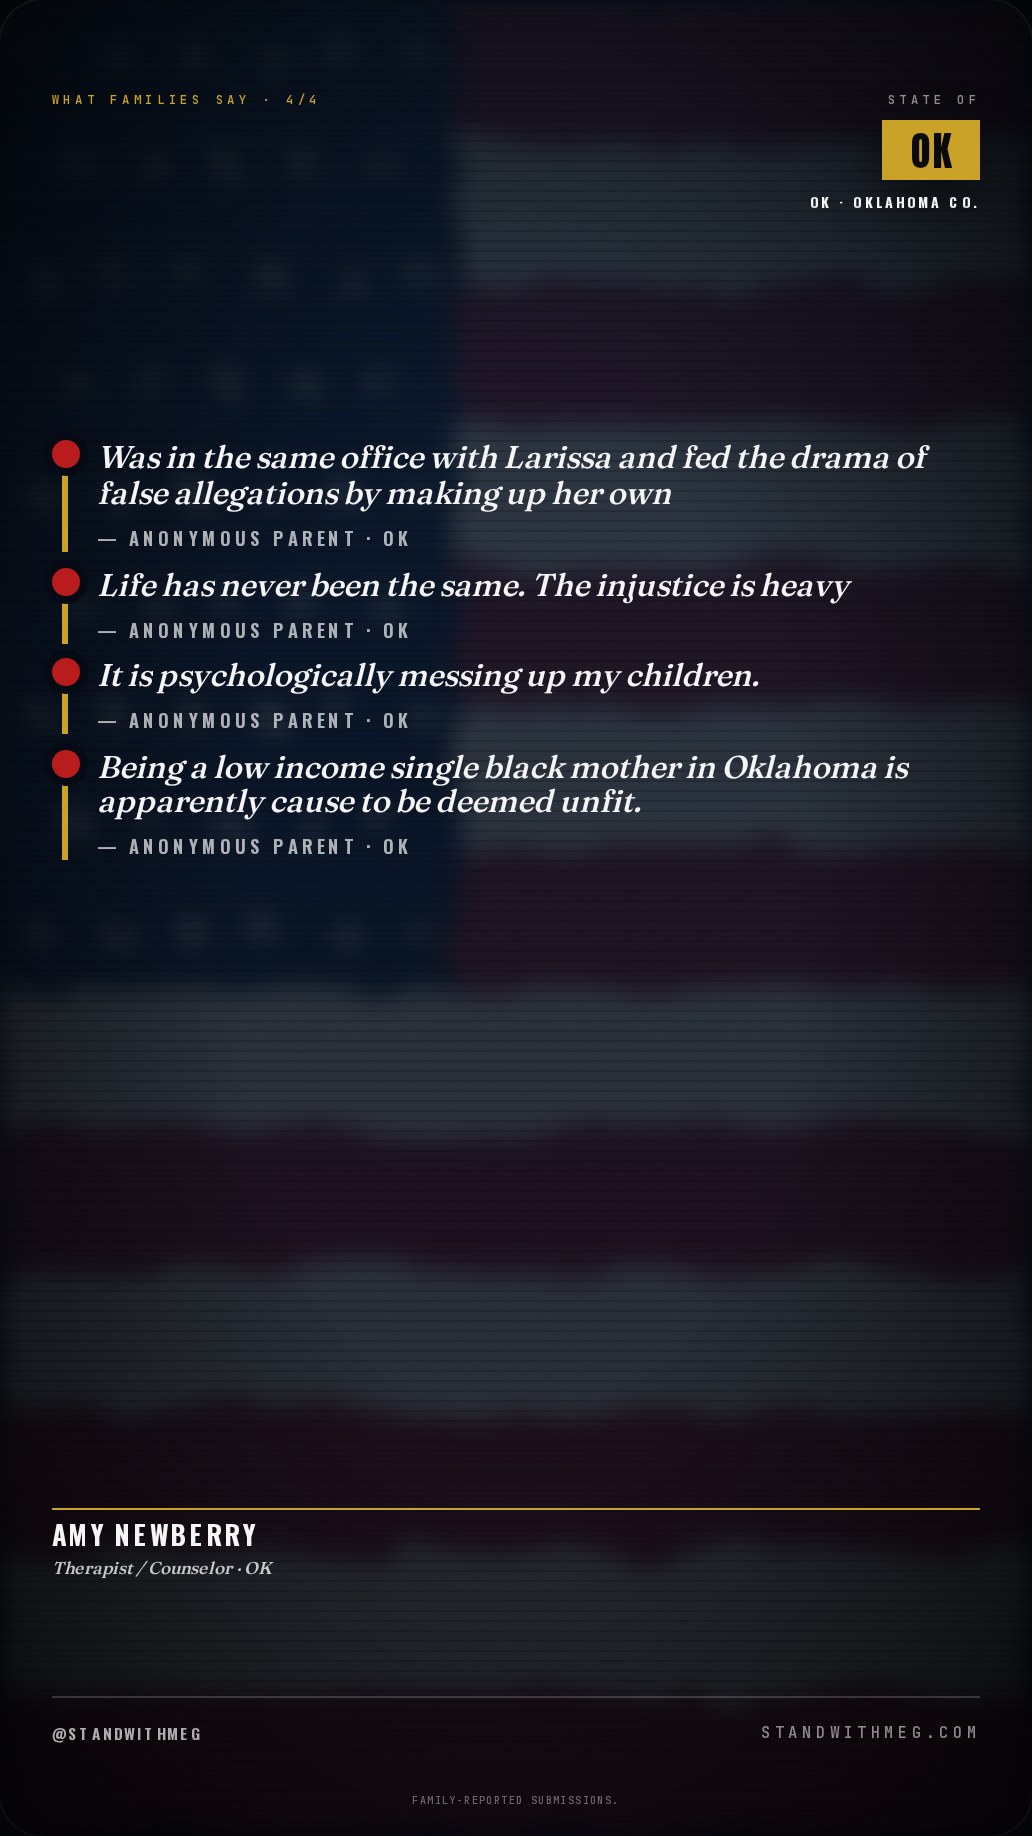 WHAT FAMILIES SAY · 4/4
STATE OF
OK
OK · OKLAHOMA CO.
Was in the same office with Larissa and fed the drama of
false allegations by making up her own
— ANONYMOUS PARENT · OK
Life has never been the same. The injustice is heavy
— ANONYMOUS PARENT · OK
It is psychologically messing up my children.
— ANONYMOUS PARENT · OK
Being a low income single black mother in Oklahoma is
apparently cause to be deemed unfit.
— ANONYMOUS PARENT · OK
AMY NEWBERRY
Therapist / Counselor · OK
@STANDWITHMEG
STANDWITHMEG.COM
FAMILY-REPORTED SUBMISSIONS.